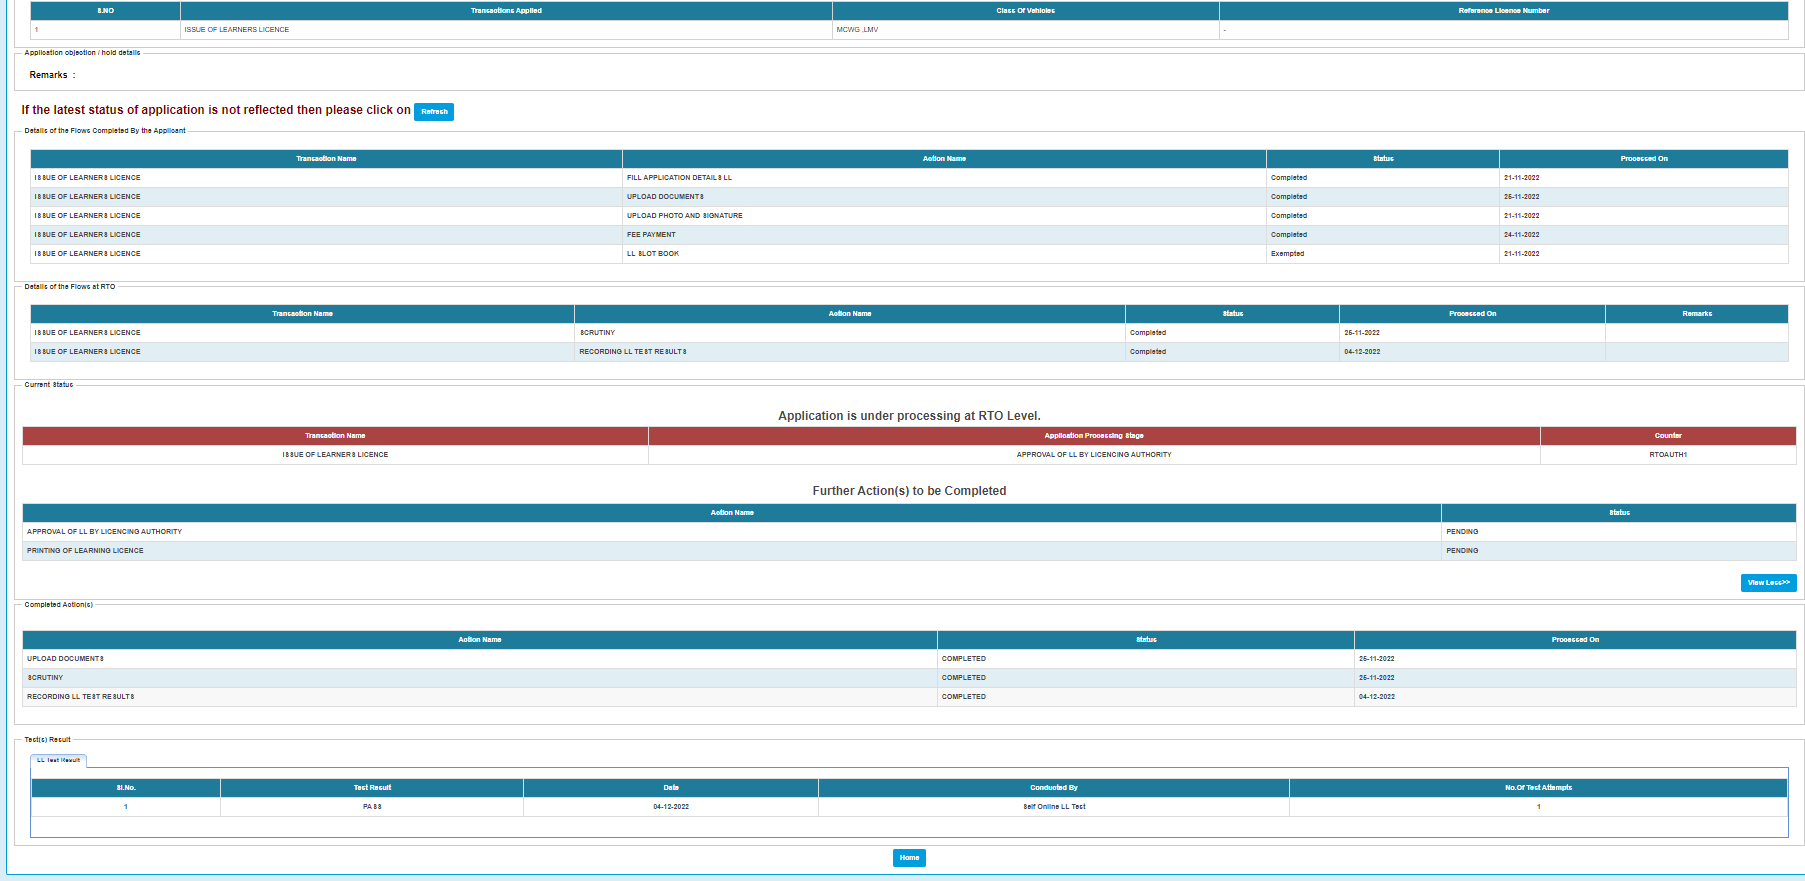 S.NO Transactions Applied Class Of Vehicles Reference Licence Number
1 ISSUE OF LEARNERS LICENCE MCWG ,LMV -
Application objection / hold details
Remarks :
If the latest status of application is not reflected then please click on Refresh
Details of the Flows Completed By the Applicant
Transaction Name Action Name Status Processed On
ISSUE OF LEARNERS LICENCE FILL APPLICATION DETAILS LL Completed 21-11-2022
ISSUE OF LEARNERS LICENCE UPLOAD DOCUMENTS Completed 25-11-2022
ISSUE OF LEARNERS LICENCE UPLOAD PHOTO AND SIGNATURE Completed 21-11-2022
ISSUE OF LEARNERS LICENCE FEE PAYMENT Completed 24-11-2022
ISSUE OF LEARNERS LICENCE LL SLOT BOOK Exempted 21-11-2022
Details of the Flows at RTO
Transaction Name Action Name Status Processed On Remarks
ISSUE OF LEARNERS LICENCE SCRUTINY Completed 25-11-2022
ISSUE OF LEARNERS LICENCE RECORDING LL TEST RESULTS Completed 04-12-2022
Current Status
Application is under processing at RTO Level.
Transaction Name Application Processing Stage Counter
ISSUE OF LEARNERS LICENCE APPROVAL OF LL BY LICENCING AUTHORITY RTOAUTH1
Further Action(s) to be Completed
Action Name Status
APPROVAL OF LL BY LICENCING AUTHORITY PENDING
PRINTING OF LEARNING LICENCE PENDING
View Less>>
Completed Action(s)
Action Name Status Processed On
UPLOAD DOCUMENTS COMPLETED 25-11-2022
SCRUTINY COMPLETED 25-11-2022
RECORDING LL TEST RESULTS COMPLETED 04-12-2022
Test(s) Result
LL Test Result
Sl.No. Test Result Date Conducted By No.Of Test Attempts
1 PASS 04-12-2022 Self Online LL Test 1
Home